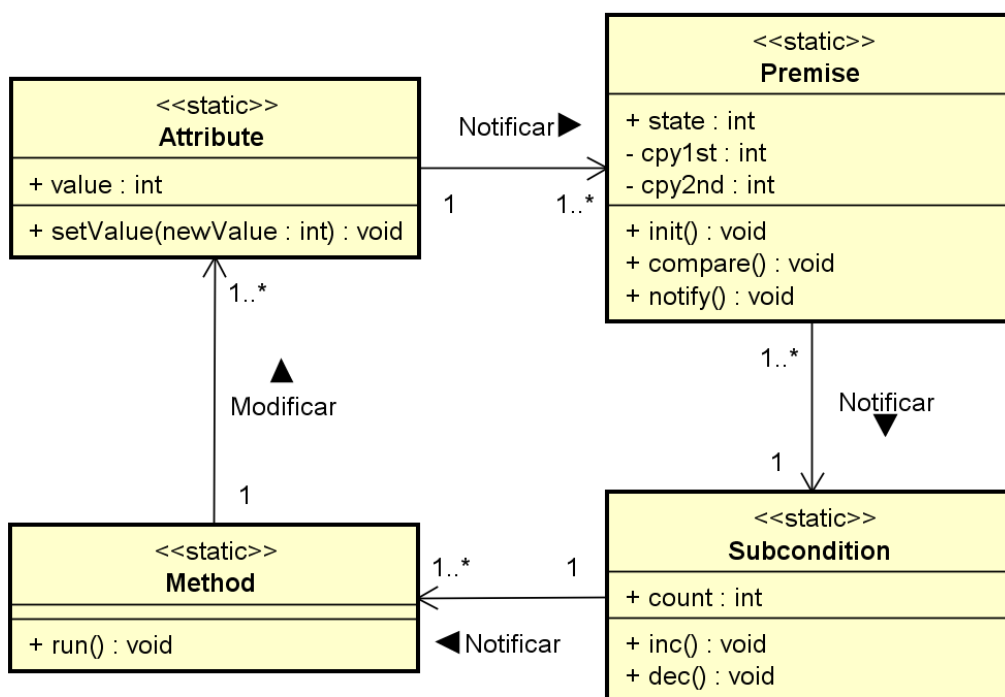 <<static>>
Attribute
+ value : int
+ setValue(newValue : int) : void
Notificar
1
1..*
<<static>>
Premise
+ state : int
- cpy1st : int
- cpy2nd : int
+ init() : void
+ compare() : void
+ notify() : void
1..*
Modificar
1
1..*
Notificar
1
<<static>>
Method
+ run() : void
1..*
1
Notificar
<<static>>
Subcondition
+ count : int
+ inc() : void
+ dec() : void